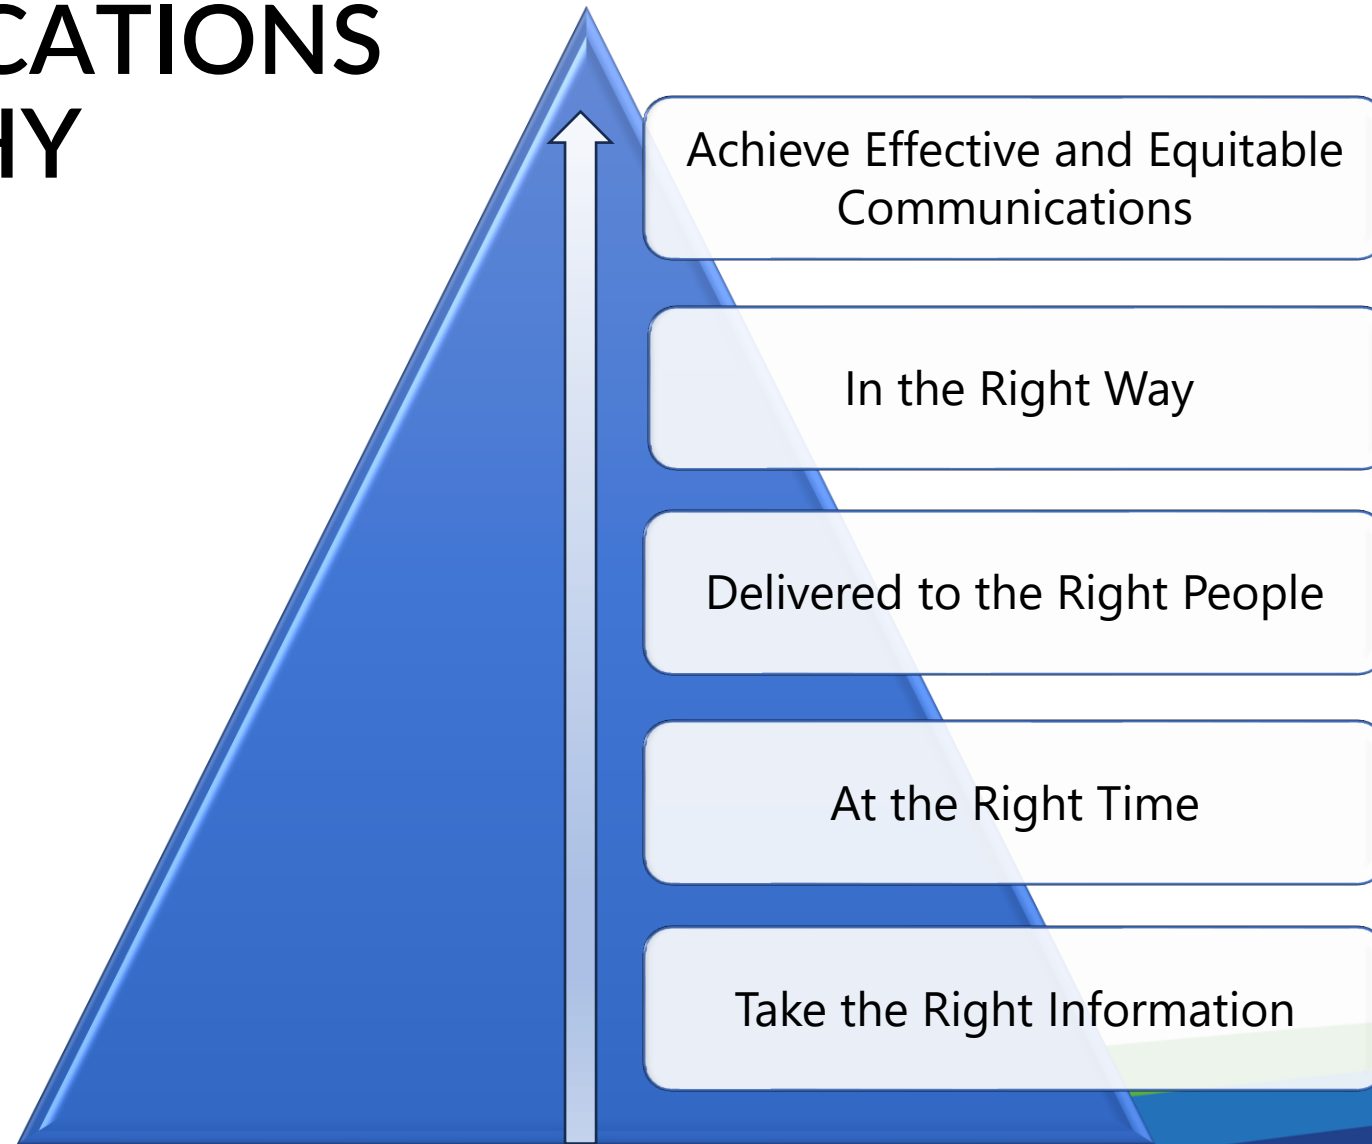 CATIONS
HY
Achieve Effective and Equitable
Communications
In the Right Way
Delivered to the Right People
At the Right Time
Take the Right Information